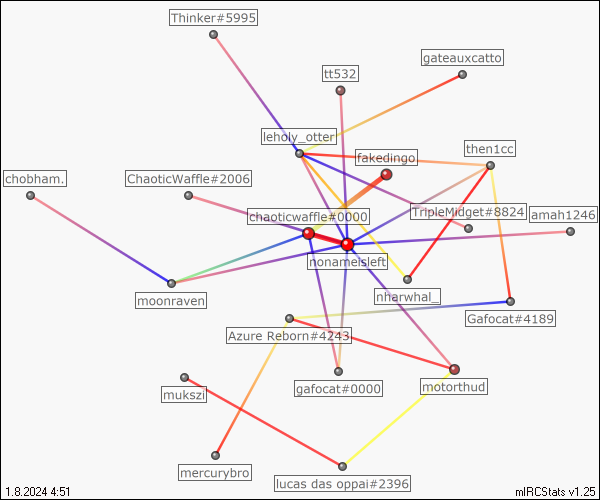 Thinker#5995
gateauxcatto
tt532
leholy_otter
then1cc
fakedingo
chobham.
ChaoticWaffle#2006
chaoticwaffle#0000
TripleMidget#8824
amah1246
nonameisleft
moonraven
nharwhal_
Gafocat#4189
Azure Reborn#4243
gafocat#0000
motorthud
mukszi
mercurybro
lucas das oppai#2396
1.8.2024 4:51
mIRCStats v1.25